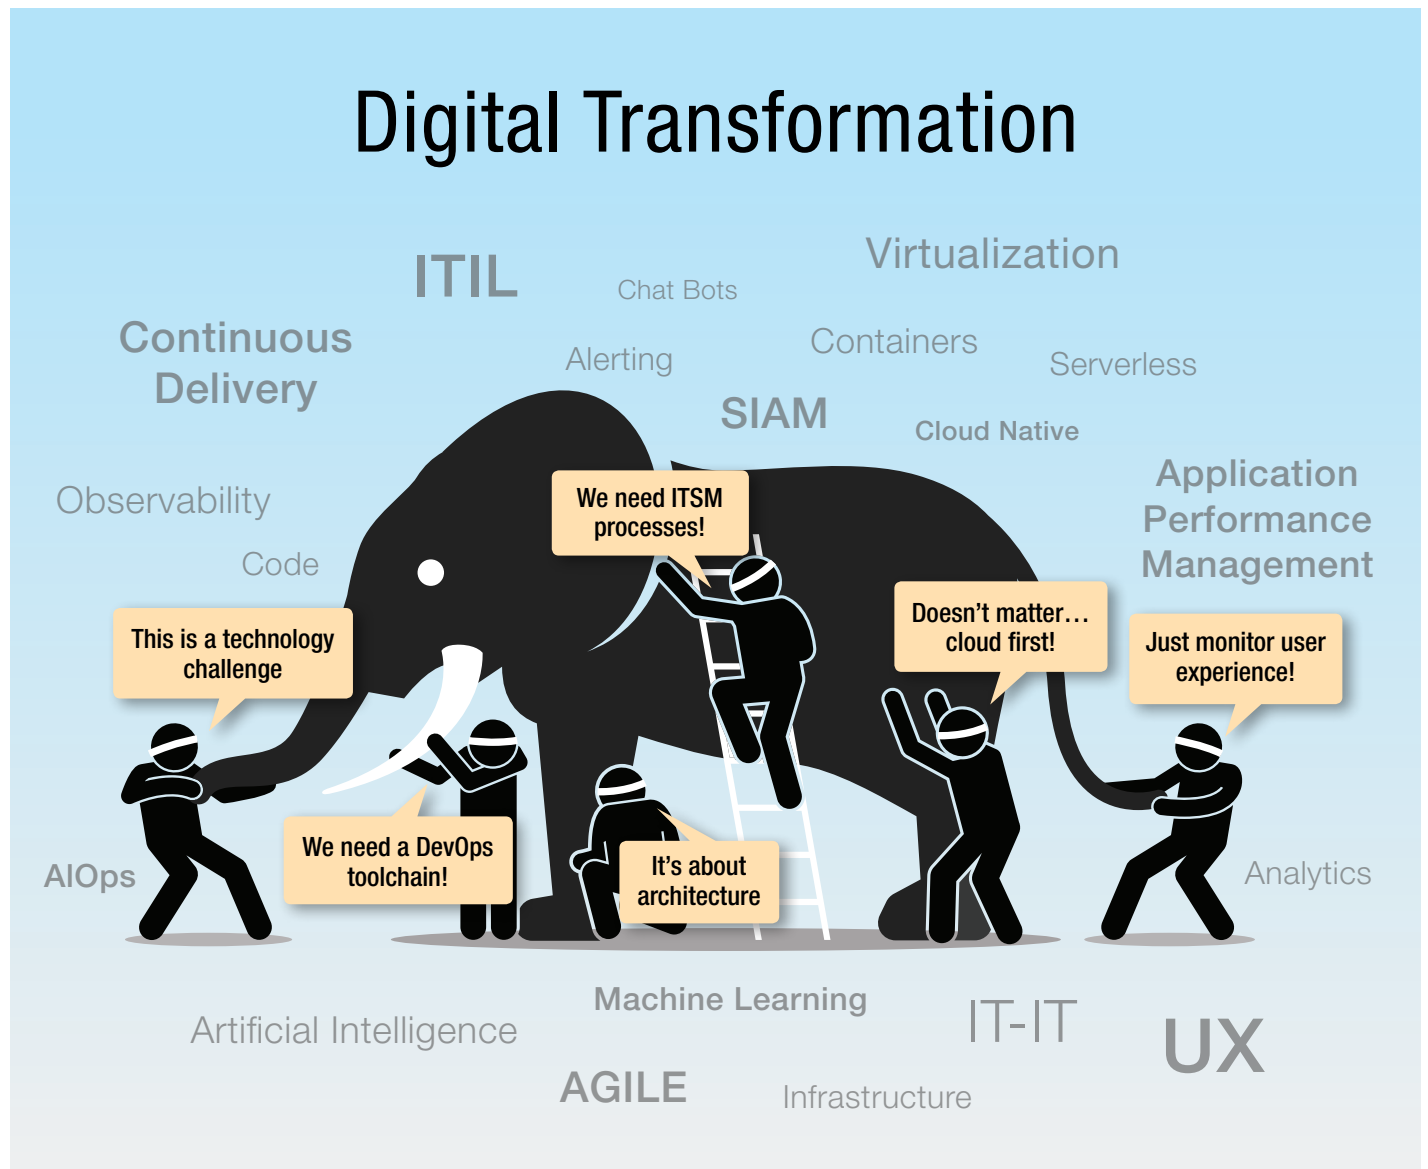 Digital Transformation
ITIL
Chat Bots
Virtualization
Continuous
Delivery
Alerting
Containers
Serverless
SIAM
Cloud Native
Observability
Code
Application
Performance
Management
We need ITSM
processes!
This is a technology
challenge
Doesn’t matter…
cloud first!
Just monitor user
experience!
We need a DevOps
toolchain!
It’s about
architecture
AIOps
Analytics
Machine Learning
Artificial Intelligence
IT-IT
UX
AGILE
Infrastructure